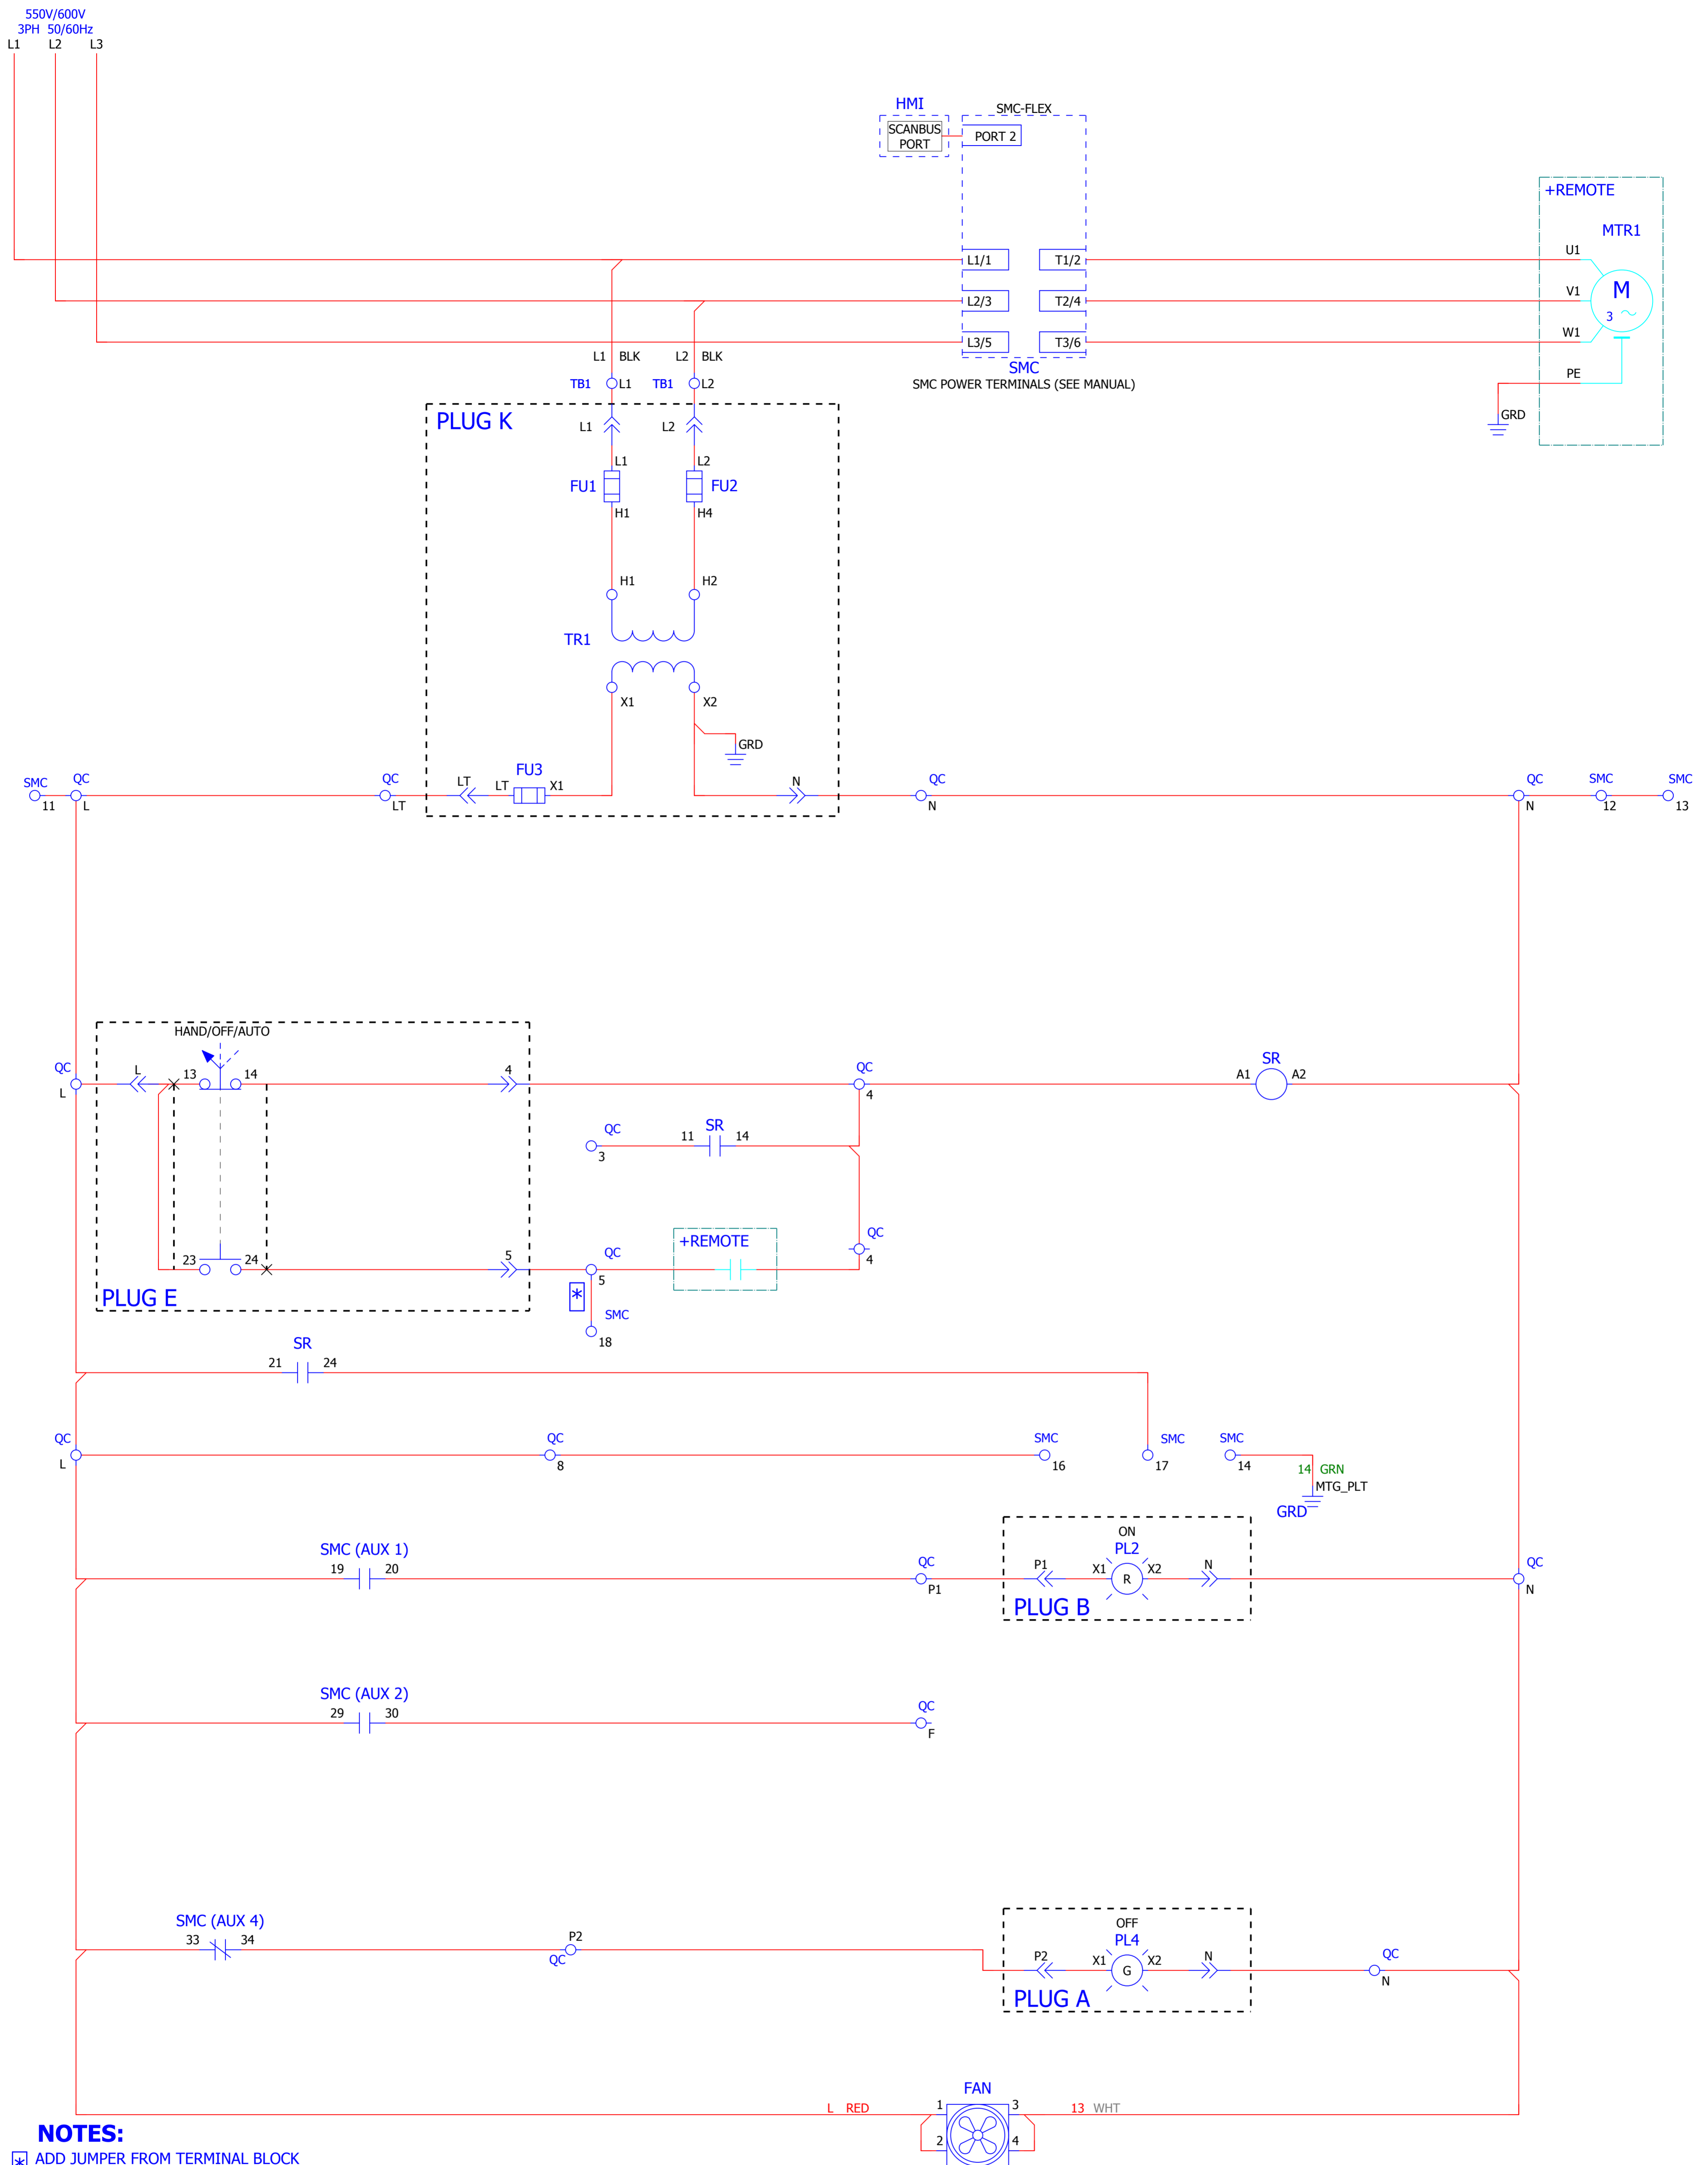 550V/600V
3PH 50/60Hz
L1 L2 L3
HMI
SCANBUS
PORT
SMC-FLEX
PORT 2
+REMOTE
MTR1
L1/1 T1/2 U1
L2/3 T2/4 V1
M
3
L3/5 T3/6 W1
SMC
SMC POWER TERMINALS (SEE MANUAL)
PE
GRD
L1 BLK L2 BLK
TB1 L1 TB1 L2
PLUG K
L1 L2
L1 L2
FU1 FU2
H1 H4
H1 H2
TR1
X1 X2
GRD
SMC QC QC LT LT FU3 X1 N QC QC SMC SMC
11 L LT N N 12 13
HAND/OFF/AUTO
QC L 13 14 4 QC SR
L 4 A1 A2
QC SR
3 11 14
+REMOTE
QC
4
23 24 5 QC
5
PLUG E
*
SMC
18
SR
21 24
QC QC SMC SMC SMC
L 8 16 17 14
14 GRN
MTG_PLT
GRD
ON
SMC (AUX 1) PL2
19 20 QC P1 X1 R X2 N QC
P1 N
PLUG B
SMC (AUX 2)
29 30 QC
F
OFF
SMC (AUX 4) PL4
33 34 P2
QC
P2 X1 G X2 N QC
N
PLUG A
FAN
L RED 1 3 13 WHT
2 4
NOTES:
* ADD JUMPER FROM TERMINAL BLOCK